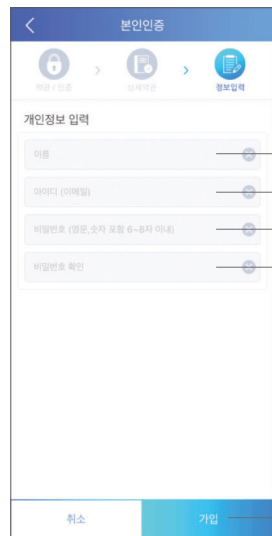 본인인증
약관 / 인증
상세약관
정보입력
개인정보 입력
이름
아이디 (이메일)
비밀번호 (영문,숫자 포함 6~8자 이내)
비밀번호 확인
취소
가입